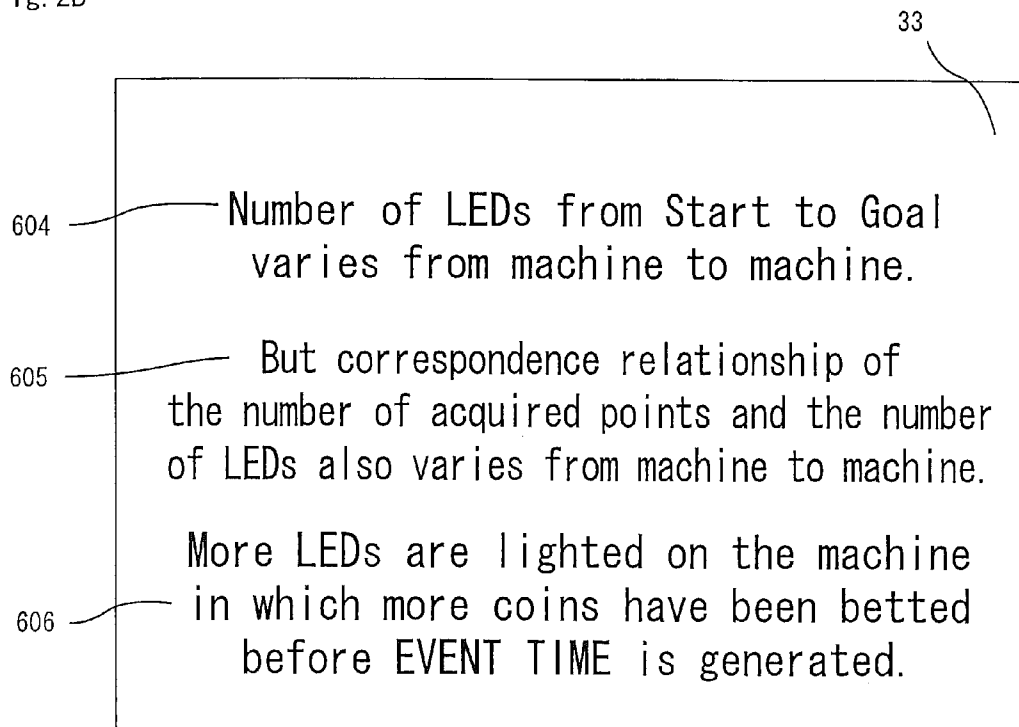 33
604
Number of LEDs from Start to Goal
varies from machine to machine.
605
But correspondence relationship of
the number of acquired points and the number
of LEDs also varies from machine to machine.
606
More LEDs are lighted on the machine
in which more coins have been betted
before EVENT TIME is generated.